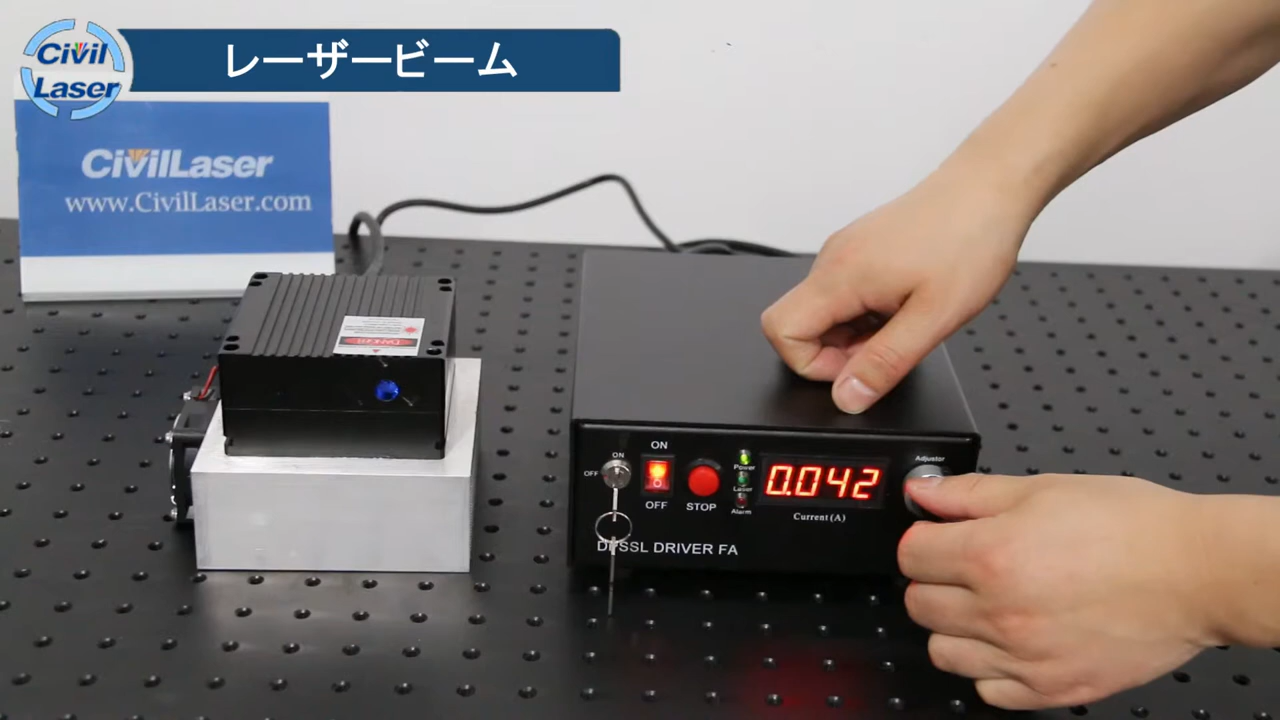 Civil
Laser
レーザービーム
CivilLaser
www.CivilLaser.com
DANGER
ON
ON
OFF
OFF
STOP
Power
Laser
Alarm
0.042
Current(A)
Adjustor
DPSSL DRIVER FA